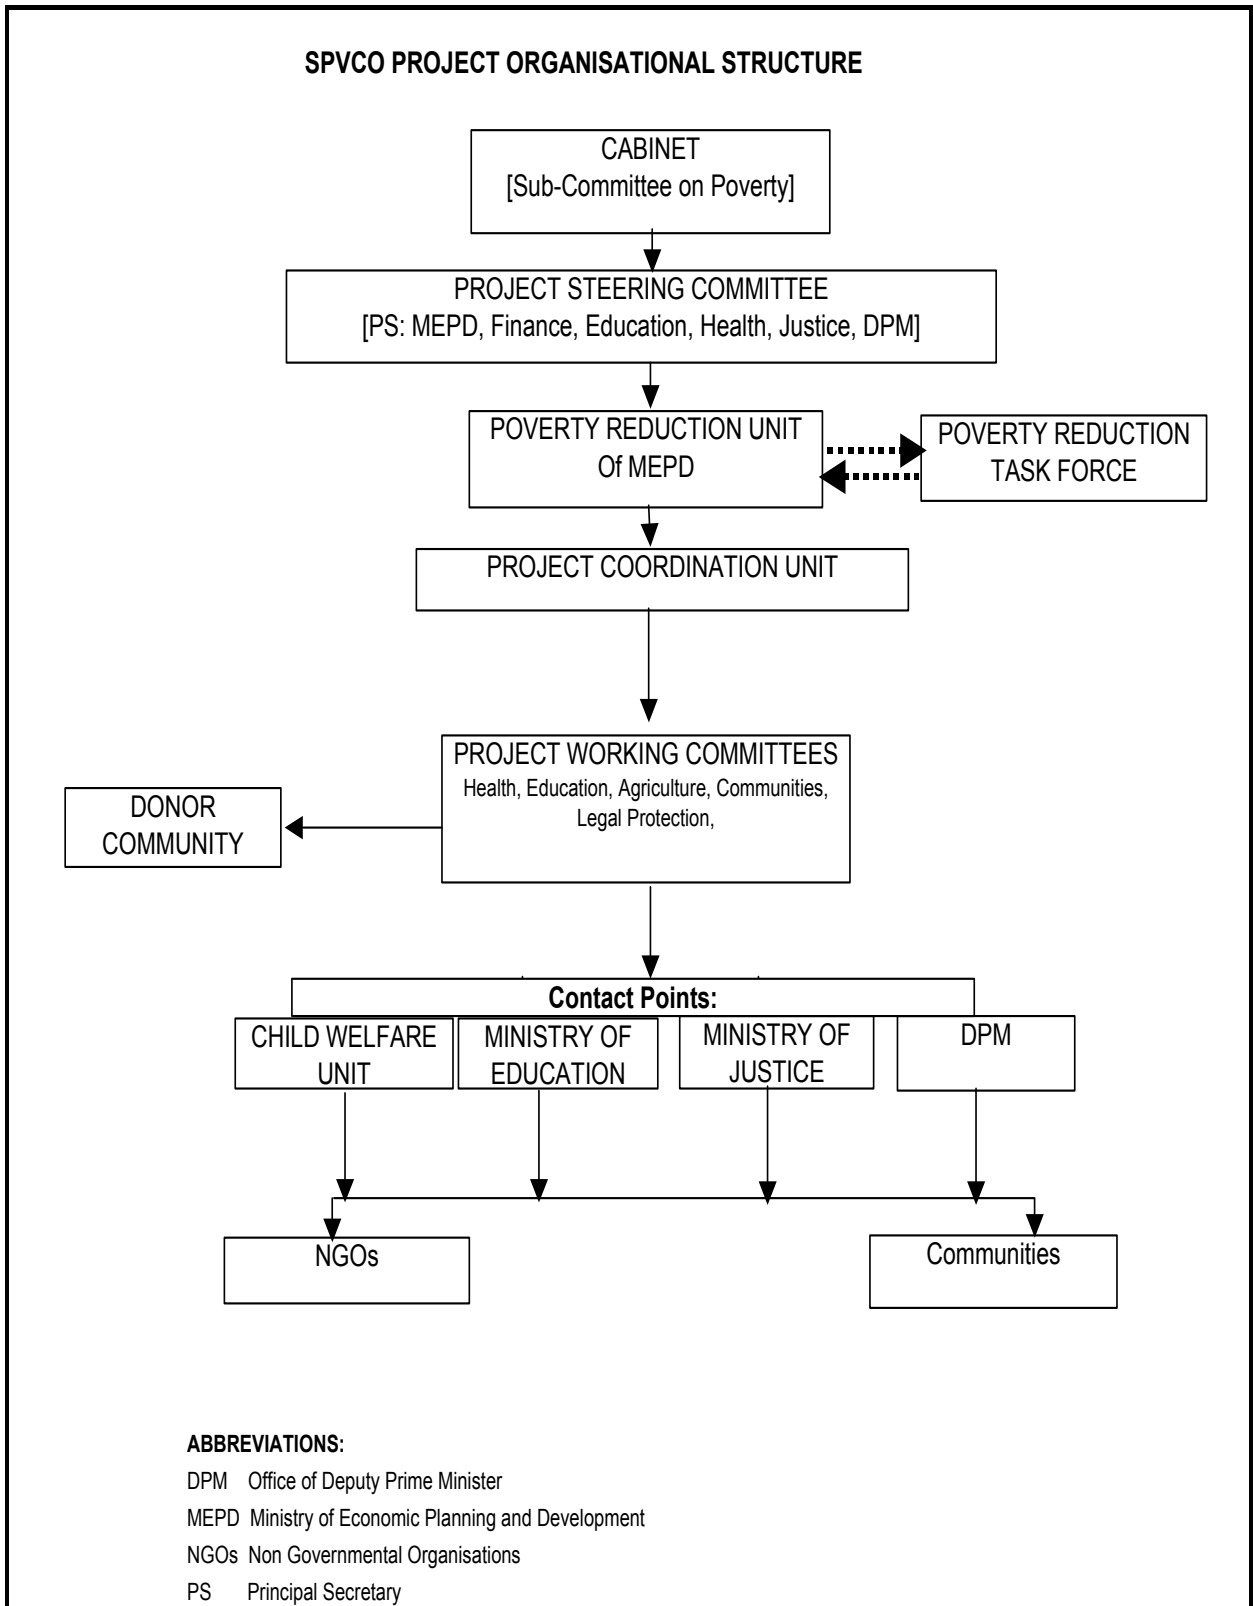 SPVCO PROJECT ORGANISATIONAL STRUCTURE
CABINET
[Sub-Committee on Poverty]
PROJECT STEERING COMMITTEE
[PS: MEPD, Finance, Education, Health, Justice, DPM]
POVERTY REDUCTION UNIT
Of MEPD
POVERTY REDUCTION
TASK FORCE
PROJECT COORDINATION UNIT
PROJECT WORKING COMMITTEES
Health, Education, Agriculture, Communities,
Legal Protection,
DONOR
COMMUNITY
Contact Points:
CHILD WELFARE
UNIT
MINISTRY OF
EDUCATION
MINISTRY OF
JUSTICE
DPM
NGOs
Communities
ABBREVIATIONS:
DPM Office of Deputy Prime Minister
MEPD Ministry of Economic Planning and Development
NGOs Non Governmental Organisations
PS Principal Secretary